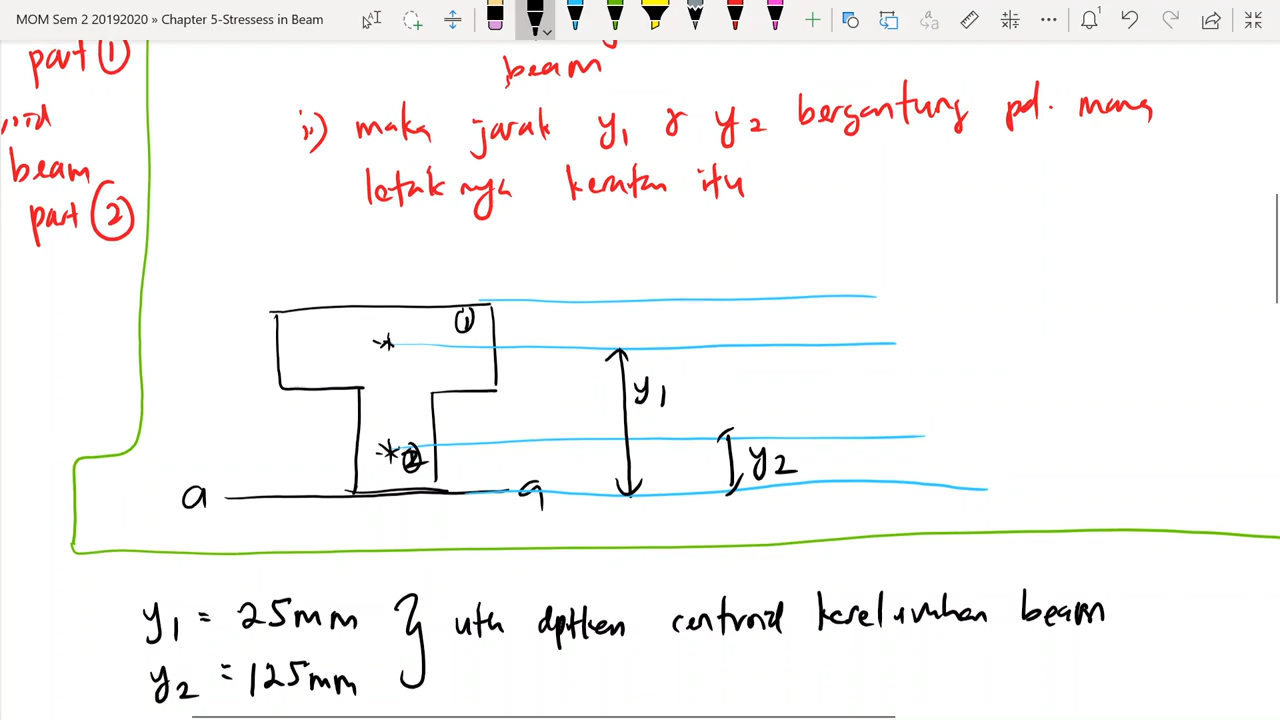 MOM Sem 2 20192020 » Chapter 5-Stressess in Beam
part ①
beam
part ②
beam
ii) maka jarak y₁ & y₂ bergantung pd. mana
letaknya keratan itu
①
y₁
②
y₂
a a
y₁ = 25mm } utk dptkan centroid keseluruhan beam
y₂ = 125mm